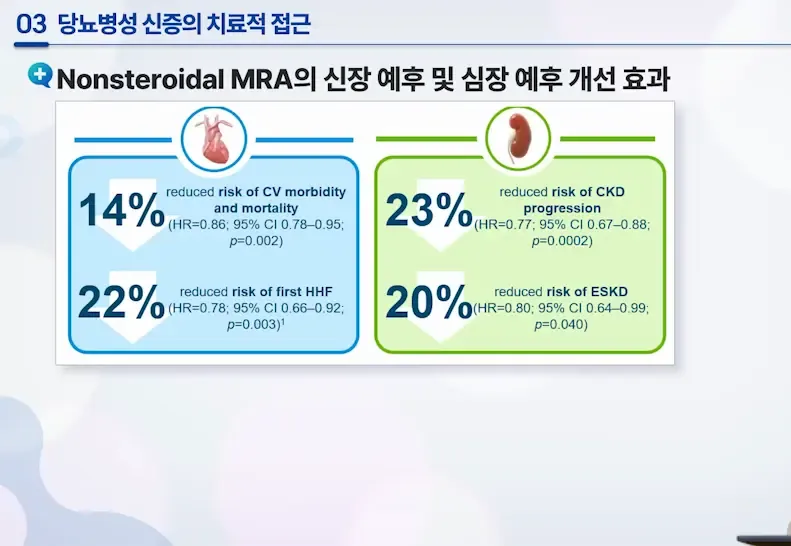 03 당뇨병성 신증의 치료적 접근
Nonsteroidal MRA의 신장 예후 및 심장 예후 개선 효과
14% reduced risk of CV morbidity
and mortality
(HR=0.86; 95% CI 0.78–0.95;
p=0.002)
22% reduced risk of first HHF
(HR=0.78; 95% CI 0.66–0.92;
p=0.003)¹
23% reduced risk of CKD
progression
(HR=0.77; 95% CI 0.67–0.88;
p=0.0002)
20% reduced risk of ESKD
(HR=0.80; 95% CI 0.64–0.99;
p=0.040)